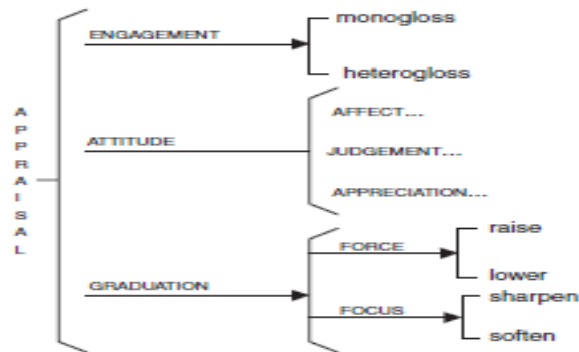 APPRAISAL
ENGAGEMENT
monogloss
heterogloss
ATTITUDE
AFFECT...
JUDGEMENT...
APPRECIATION...
GRADUATION
FORCE
raise
lower
FOCUS
sharpen
soften